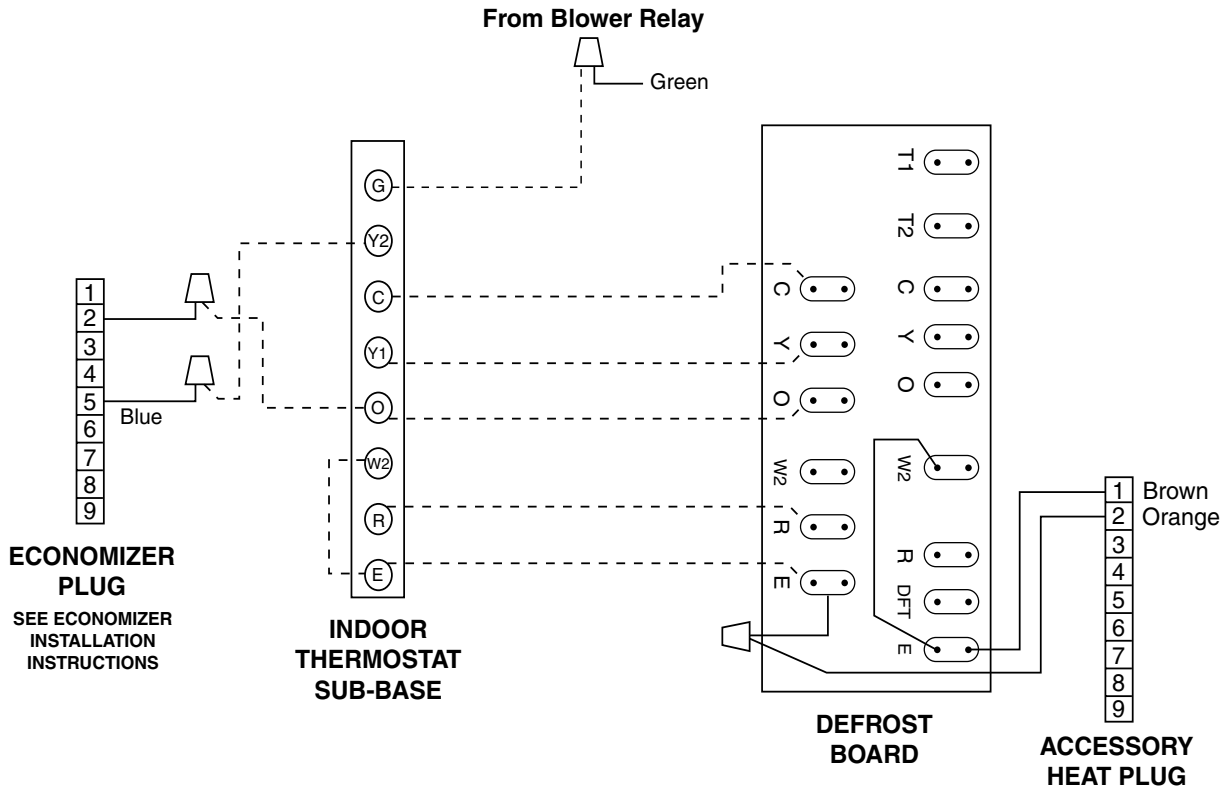 From Blower Relay
Green
G
Y2
C
Y1
O
W2
R
E
1
2
3
4
5
6
7
8
9
Blue
ECONOMIZER
PLUG
SEE ECONOMIZER
INSTALLATION
INSTRUCTIONS
INDOOR
THERMOSTAT
SUB-BASE
C
Y
O
W2
R
E
T1
T2
C
Y
O
W2
R
DFT
E
DEFROST
BOARD
1 Brown
2 Orange
3
4
5
6
7
8
9
ACCESSORY
HEAT PLUG